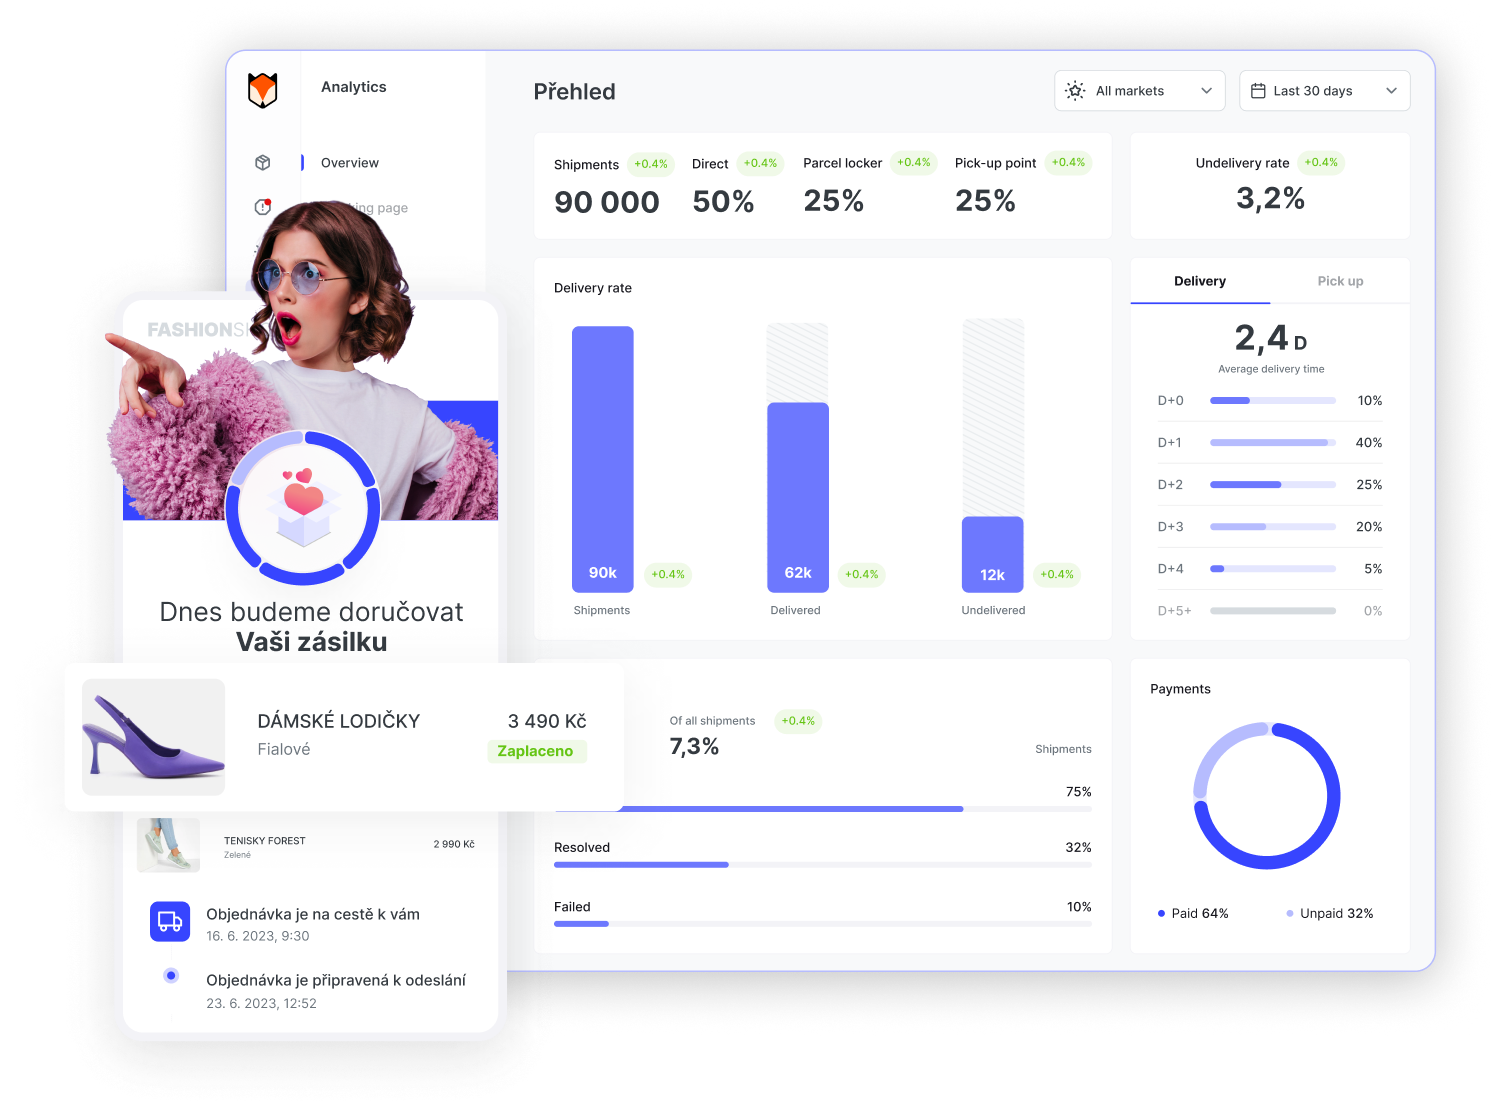 Analytics
Overview
king page
Přehled
All markets
Last 30 days
Shipments +0.4%
90 000
Direct +0.4%
50%
Parcel locker +0.4%
25%
Pick-up point +0.4%
25%
Undelivery rate +0.4%
3,2%
Delivery rate
90k +0.4%
Shipments
62k +0.4%
Delivered
12k +0.4%
Undelivered
Delivery Pick up
2,4 D
Average delivery time
D+0 10%
D+1 40%
D+2 25%
D+3 20%
D+4 5%
D+5+ 0%
Of all shipments +0.4%
7,3%
Shipments
75%
Resolved 32%
Failed 10%
Payments
Paid 64%
Unpaid 32%
FASHIONS
Dnes budeme doručovat
Vaši zásilku
DÁMSKÉ LODIČKY 3 490 Kč
Fialové Zaplaceno
TENISKY FOREST 2 990 Kč
Zelené
Objednávka je na cestě k vám
16. 6. 2023, 9:30
Objednávka je připravená k odeslání
23. 6. 2023, 12:52